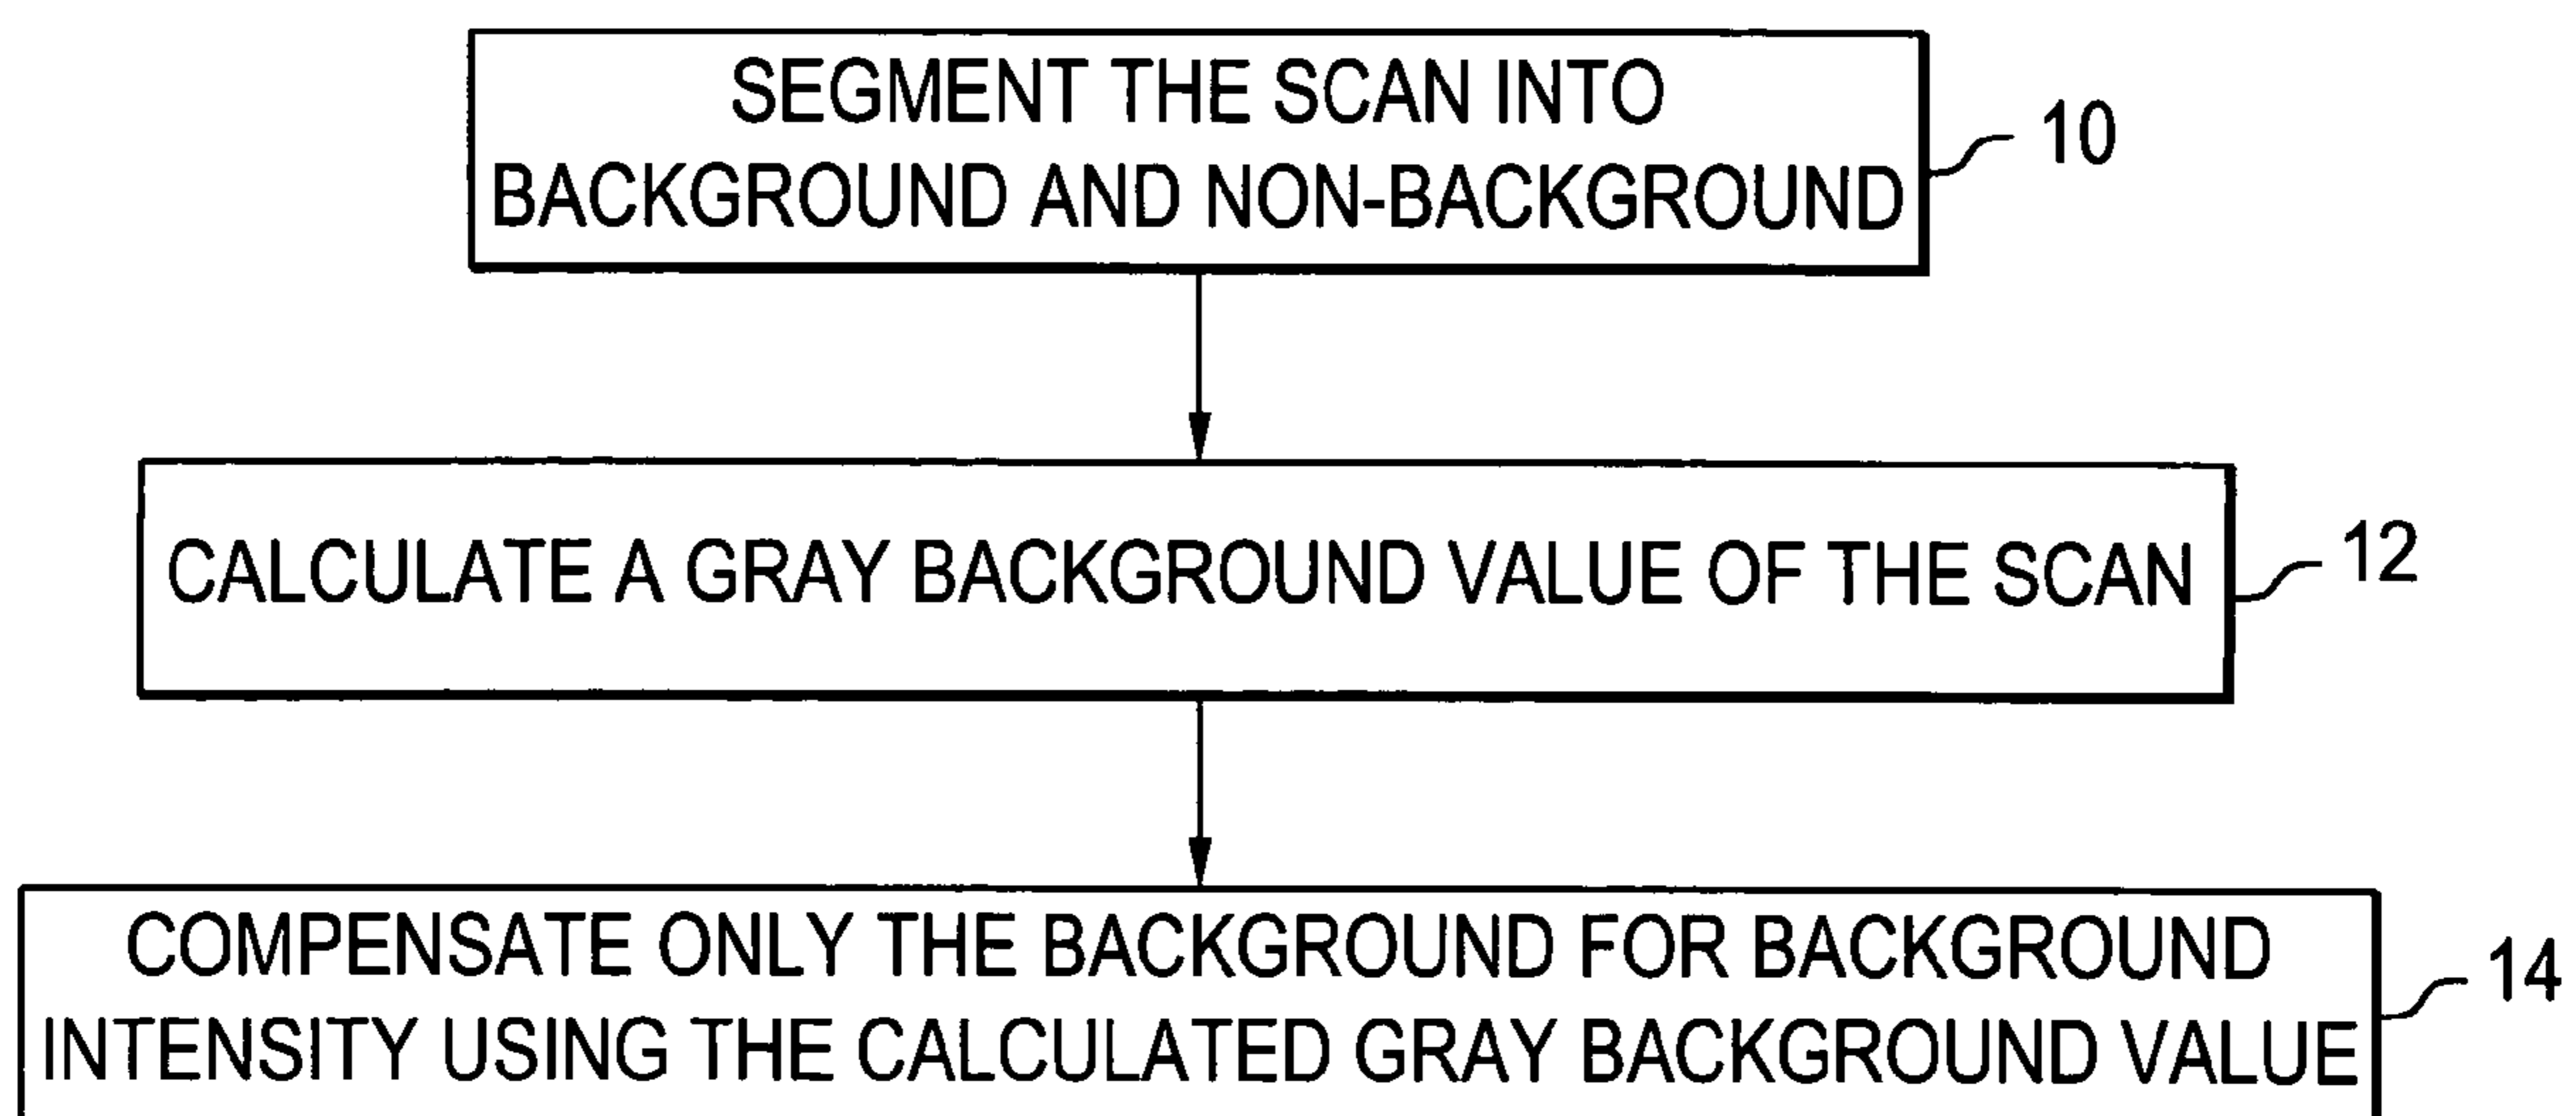 SEGMENT THE SCAN INTO
BACKGROUND AND NON-BACKGROUND
10
CALCULATE A GRAY BACKGROUND VALUE OF THE SCAN
12
COMPENSATE ONLY THE BACKGROUND FOR BACKGROUND
INTENSITY USING THE CALCULATED GRAY BACKGROUND VALUE
14